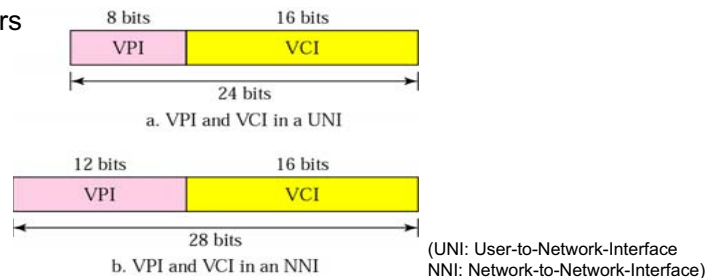 rs
8 bits 16 bits
VPI VCI
24 bits
a. VPI and VCI in a UNI
12 bits 16 bits
VPI VCI
28 bits
b. VPI and VCI in an NNI
(UNI: User-to-Network-Interface
NNI: Network-to-Network-Interface)